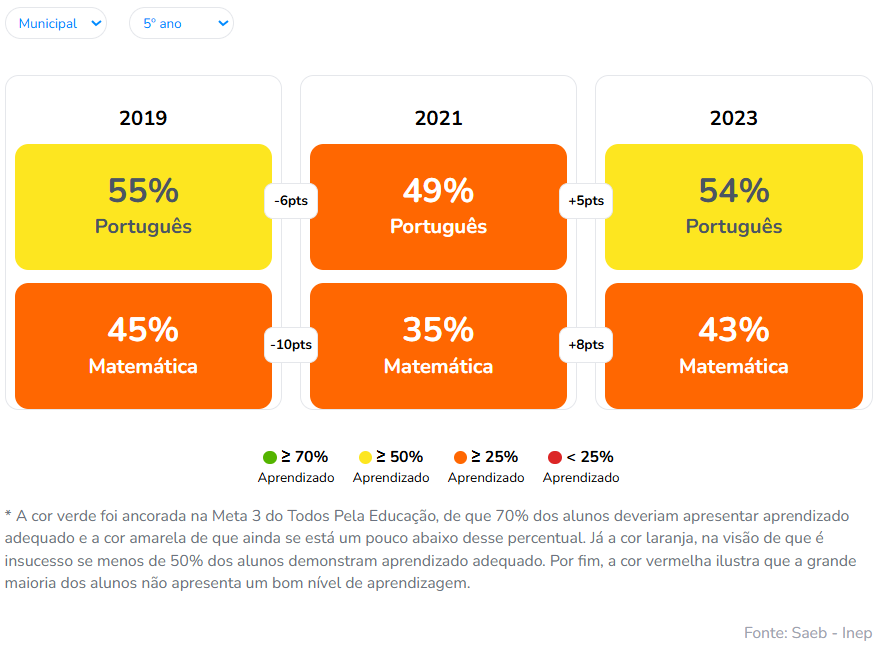 Municipal
5º ano
2019
2021
2023
55%
Português
-6pts
49%
Português
+5pts
54%
Português
45%
Matemática
-10pts
35%
Matemática
+8pts
43%
Matemática
≥ 70%
Aprendizado
≥ 50%
Aprendizado
≥ 25%
Aprendizado
< 25%
Aprendizado
* A cor verde foi ancorada na Meta 3 do Todos Pela Educação, de que 70% dos alunos deveriam apresentar aprendizado
adequado e a cor amarela de que ainda se está um pouco abaixo desse percentual. Já a cor laranja, na visão de que é
insucesso se menos de 50% dos alunos demonstram aprendizado adequado. Por fim, a cor vermelha ilustra que a grande
maioria dos alunos não apresenta um bom nível de aprendizagem.
Fonte: Saeb - Inep